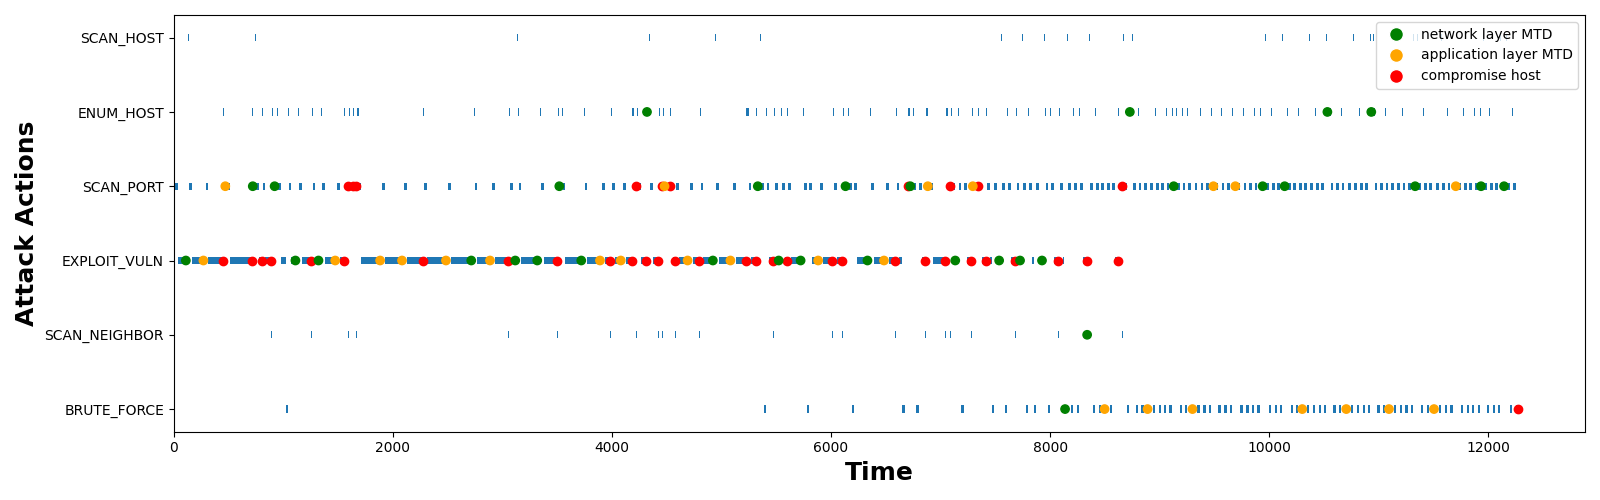 SCAN_HOST
ENUM_HOST
SCAN_PORT
EXPLOIT_VULN
SCAN_NEIGHBOR
BRUTE_FORCE
Attack Actions
network layer MTD
application layer MTD
compromise host
0 2000 4000 6000 8000 10000 12000
Time